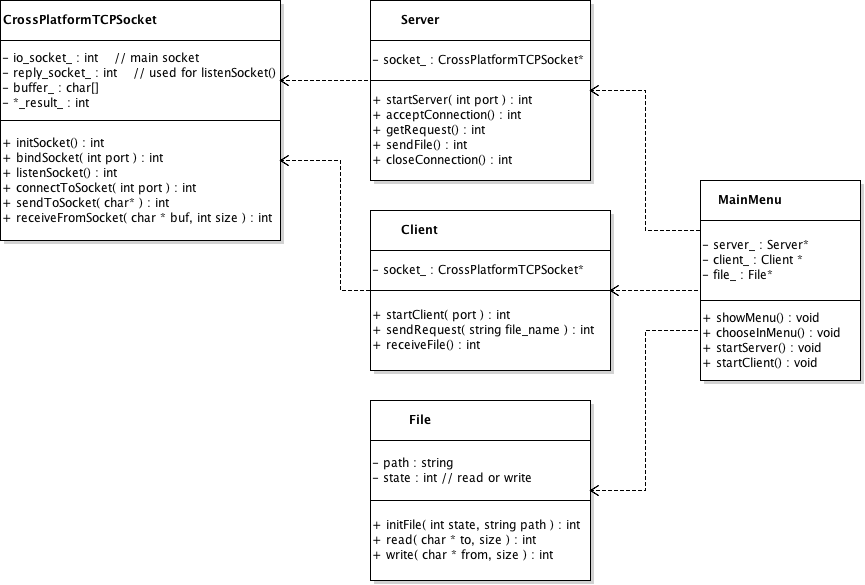 CrossPlatformTCPSocket
- io_socket_ : int    // main socket
- reply_socket_ : int    // used for listenSocket()
- buffer_ : char[]
- *_result_ : int
+ initSocket() : int
+ bindSocket( int port ) : int
+ listenSocket() : int
+ connectToSocket( int port ) : int
+ sendToSocket( char* ) : int
+ receiveFromSocket( char * buf, int size ) : int
Server
- socket_ : CrossPlatformTCPSocket*
+ startServer( int port ) : int
+ acceptConnection() : int
+ getRequest() : int
+ sendFile() : int
+ closeConnection() : int
Client
- socket_ : CrossPlatformTCPSocket*
+ startClient( port ) : int
+ sendRequest( string file_name ) : int
+ receiveFile() : int
File
- path : string
- state : int // read or write
+ initFile( int state, string path ) : int
+ read( char * to, size ) : int
+ write( char * from, size ) : int
MainMenu
- server_ : Server*
- client_ : Client *
- file_ : File*
+ showMenu() : void
+ chooseInMenu() : void
+ startServer() : void
+ startClient() : void